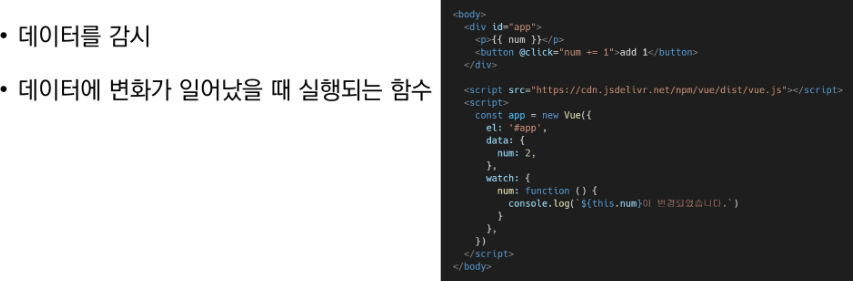 • 데이터를 감시
• 데이터에 변화가 일어났을 때 실행되는 함수
<body>
<div id="app">
<p>{{ num }}</p>
<button @click="num += 1">add 1</button>
</div>
<script src="https://cdn.jsdelivr.net/npm/vue/dist/vue.js"></script>
<script>
const app = new Vue({
el: '#app',
data: {
num: 2,
},
watch: {
num: function () {
console.log(`${this.num}이 변경되었습니다.`)
}
},
})
</script>
</body>